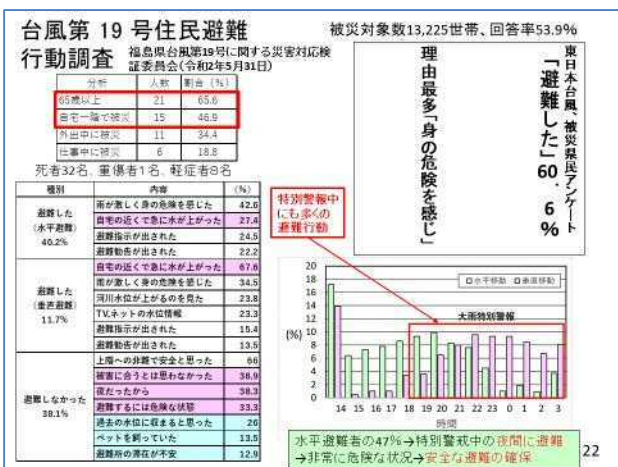 台風第 19 号住民避難
行動調査
福島県台風第19号に関する災害対応検
証委員会(令和2年5月31日)
被災対象数13,225世帯、回答率53.9%
分析 人数 割合 (%)
65歳以上 21 65.6
自宅一階で被災 15 46.9
外出中に被災 11 34.4
仕事中に被災 6 18.8
死者32名、重傷者1名、軽症者8名
種別 内容 (%)
避難した
(水平避難)
40.2%
雨が激しく身の危険を感じた 42.6
自宅の近くで急に水が上がった 27.4
避難指示が出された 24.5
避難勧告が出された 22.2
避難した
(垂直避難)
11.7%
自宅の近くで急に水が上がった 67.6
雨が激しく身の危険を感じた 34.5
河川水位が上がるのを見た 23.8
TV,ネットの水位情報 23.3
避難指示が出された 15.4
避難勧告が出された 13.5
避難しなかった
38.1%
上階への非難で安全と思った 66
被害に合うとは思わなかった 38.9
夜だったから 38.3
避難するには危険な状態 33.3
過去の水位に収まると思った 26
ペットを飼っていた 13.5
避難所の滞在が不安 12.9
東日本台風、被災県民アンケート
「避難した」60.6%
理由最多「身の危険を感じ」
特別警報中
にも多くの
避難行動
水平移動 垂直移動
大雨特別警報
(%)
20
18
16
14
12
10
8
6
4
2
0
14 15 16 17 18 19 20 21 22 23 0 1 2 3
時間
水平避難者の47%→特別警戒中の夜間に避難
→非常に危険な状況→安全な避難の確保
22